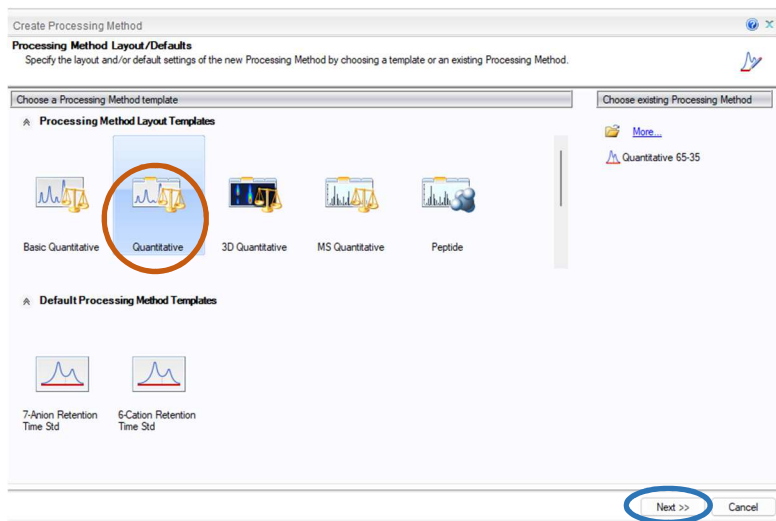 Create Processing Method
Processing Method Layout/Defaults
Specify the layout and/or default settings of the new Processing Method by choosing a template or an existing Processing Method.
Choose a Processing Method template
Choose existing Processing Method
Processing Method Layout Templates
More...
Quantitative 65-35
Basic Quantitative
Quantitative
3D Quantitative
MS Quantitative
Peptide
Default Processing Method Templates
7-Anion Retention
Time Std
6-Cation Retention
Time Std
Next >>
Cancel